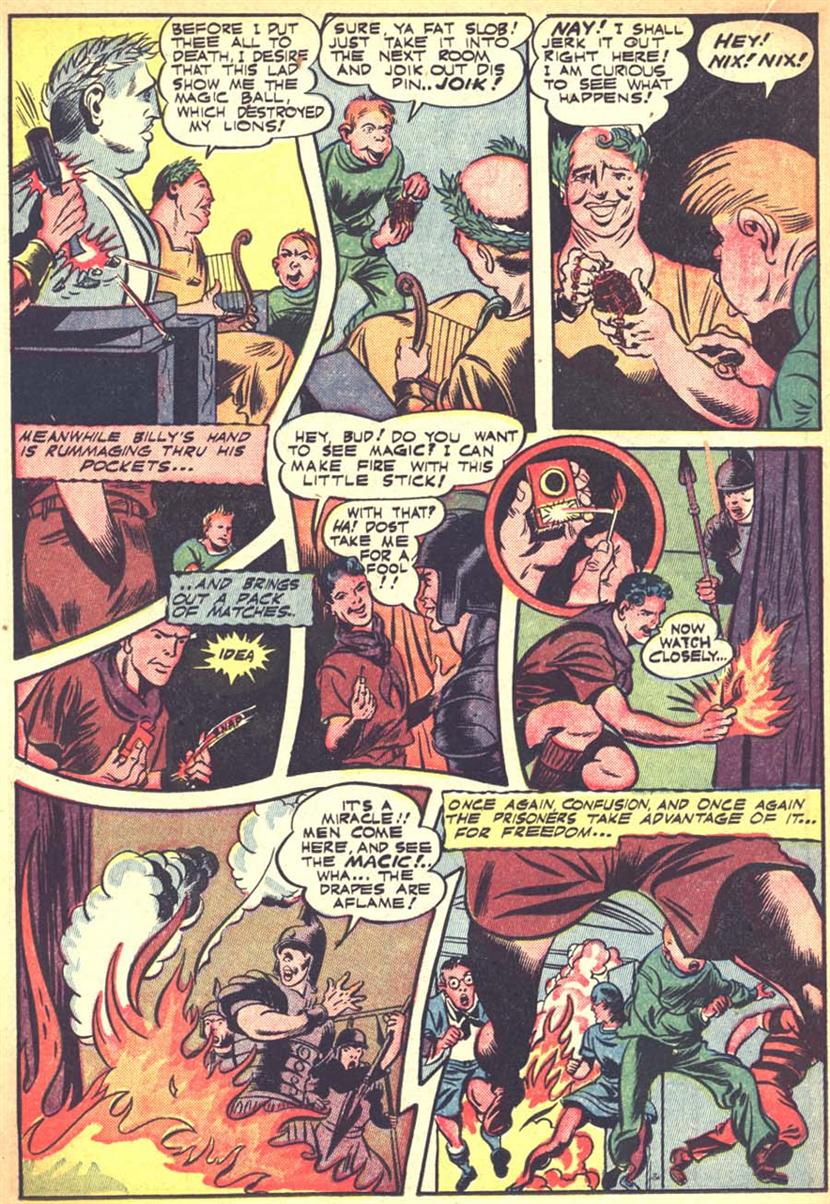 BEFORE I PUT
THEE ALL TO
DEATH, I DESIRE
THAT THIS LAD
SHOW ME THE
MAGIC BALL,
WHICH DESTROYED
MY LIONS!
SURE, YA FAT SLOB!
JUST TAKE IT INTO
THE NEXT ROOM
AND JOIK OUT DIS
PIN.. JOIK!
NAY! I SHALL
JERK IT OUT
RIGHT HERE!
I AM CURIOUS
TO SEE WHAT
HAPPENS!
HEY!
NIX! NIX!
MEANWHILE BILLY'S HAND
IS RUMMAGING THRU HIS
POCKETS...
..AND BRINGS
OUT A PACK
OF MATCHES..
IDEA
SNAP
HEY, BUD! DO YOU WANT
TO SEE MAGIC? I CAN
MAKE FIRE WITH THIS
LITTLE STICK!
WITH THAT?
HA! DOST
TAKE ME
FOR A
FOOL
!!
NOW
WATCH
CLOSELY...
IT'S A
MIRACLE!!
MEN COME
HERE, AND SEE
THE MAGIC!..
WHA... THE
DRAPES ARE
AFLAME!
ONCE AGAIN, CONFUSION, AND ONCE AGAIN
THE PRISONERS TAKE ADVANTAGE OF IT...
FOR FREEDOM...